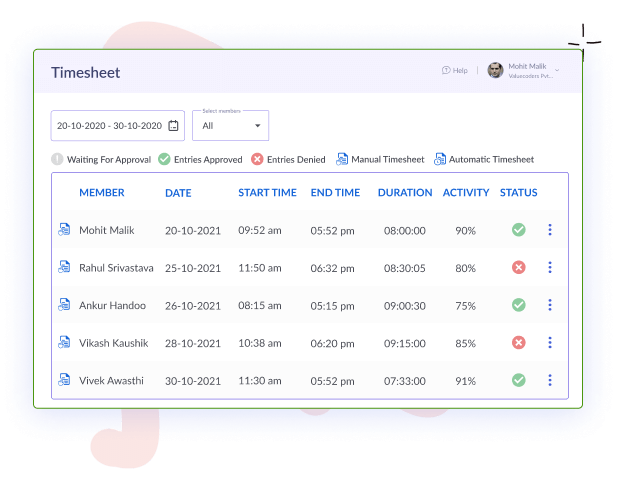 Timesheet
Help
Mohit Malik
Valuecoders Pvt...
Select members
20-10-2020 - 30-10-2020
All
Waiting For Approval Entries Approved Entries Denied Manual Timesheet Automatic Timesheet
MEMBER DATE START TIME END TIME DURATION ACTIVITY STATUS
Mohit Malik 20-10-2021 09:52 am 05:52 pm 08:00:00 90%
Rahul Srivastava 25-10-2021 11:50 am 06:32 pm 08:30:05 80%
Ankur Handoo 26-10-2021 08:15 am 05:15 pm 09:00:30 75%
Vikash Kaushik 28-10-2021 10:38 am 06:20 pm 09:15:00 85%
Vivek Awasthi 30-10-2021 11:30 am 05:52 pm 07:33:00 91%